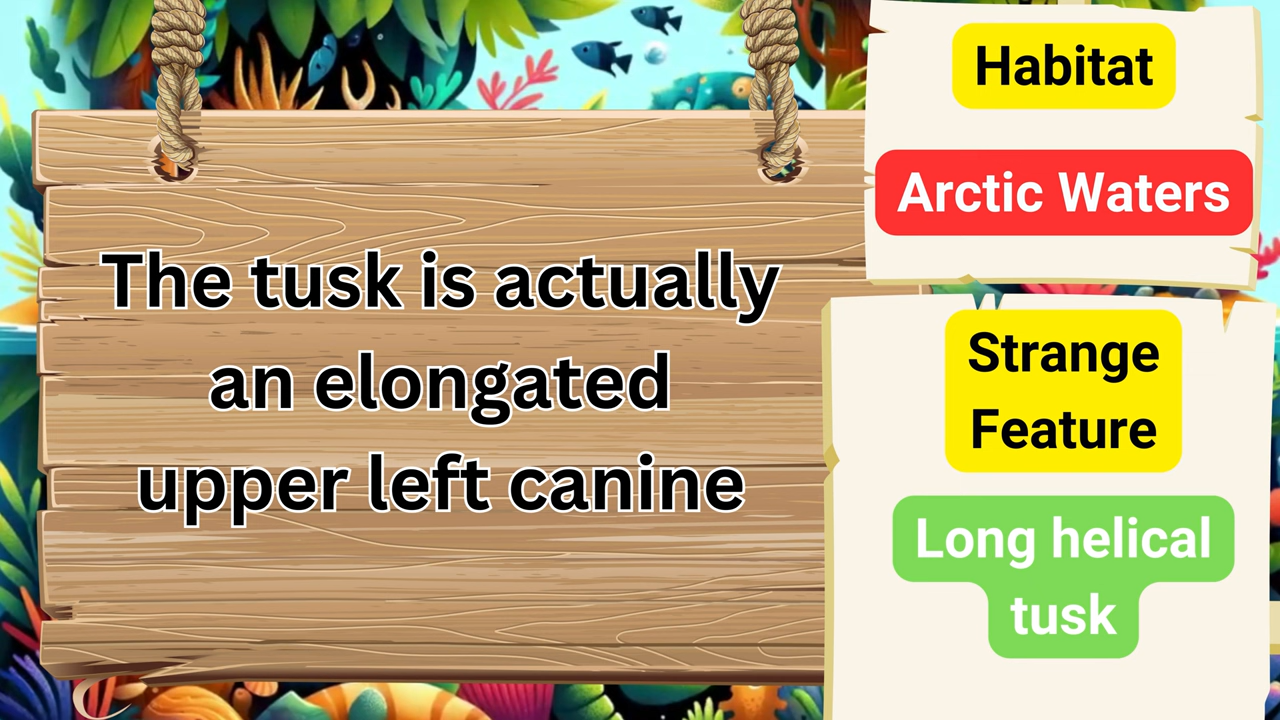 The tusk is actually
an elongated
upper left canine
Habitat
Arctic Waters
Strange
Feature
Long helical
tusk